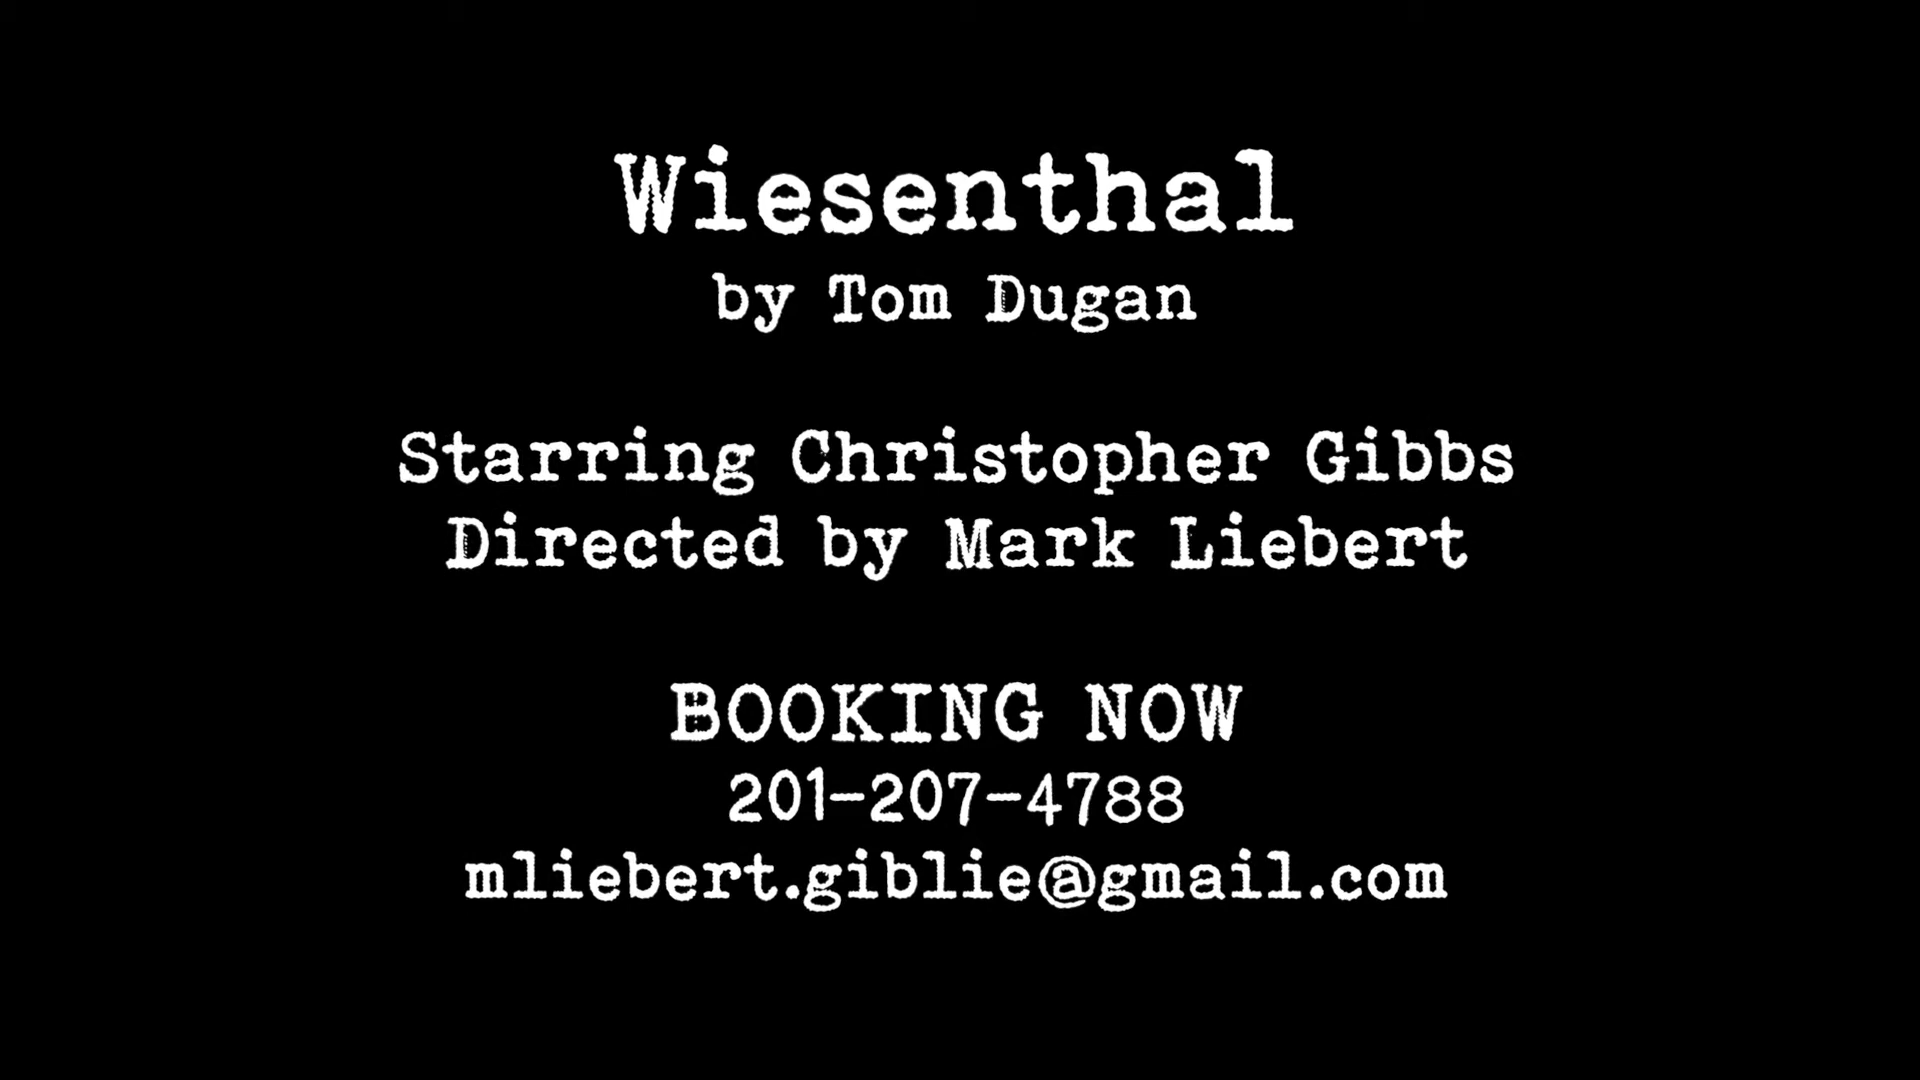 Wiesenthal
by Tom Dugan
Starring Christopher Gibbs
Directed by Mark Liebert
BOOKING NOW
201-207-4788
mliebert.giblie@gmail.com